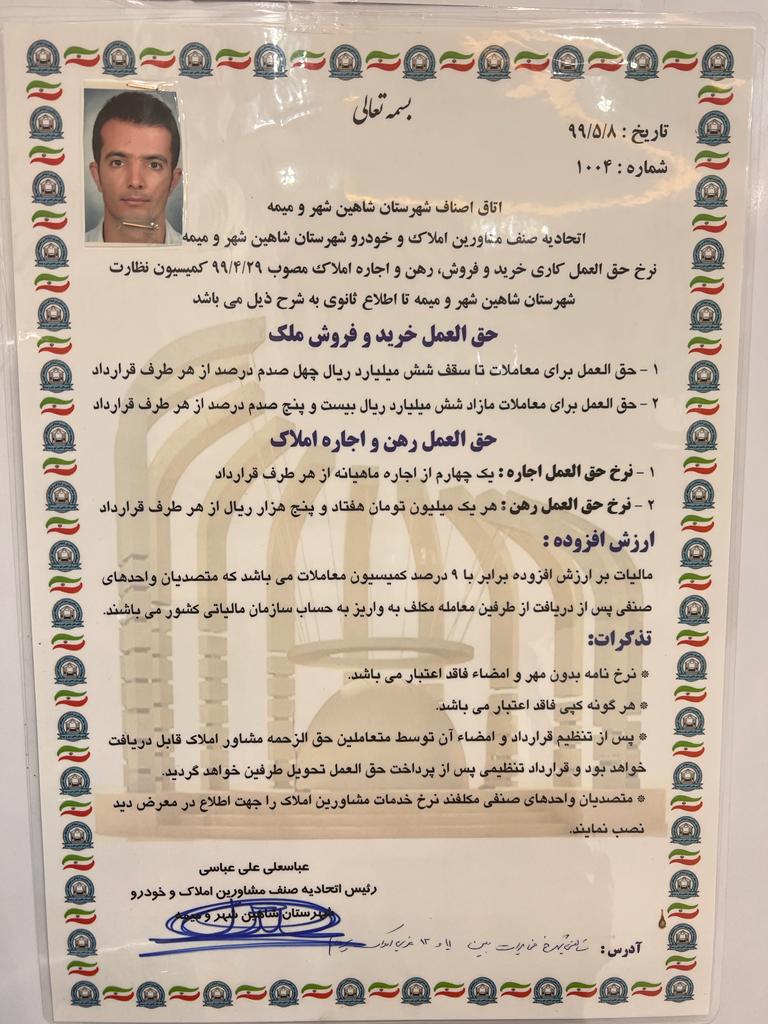 بسمه تعالی
تاریخ : ۹۹/۵/۸
شماره : ۱۰۰۴
اتاق اصناف شهرستان شاهین شهر و میمه
اتحادیه صنف مشاورین املاک و خودرو شهرستان شاهین شهر و میمه
نرخ حق العمل کاری خرید و فروش، رهن و اجاره املاک مصوب ۹۹/۴/۲۹ کمیسیون نظارت
شهرستان شاهین شهر و میمه تا اطلاع ثانوی به شرح ذیل می باشد
حق العمل خرید و فروش ملک
۱ - حق العمل برای معاملات تا سقف شش میلیارد ریال چهل صدم درصد از هر طرف قرارداد
۲ - حق العمل برای معاملات مازاد شش میلیارد ریال بیست و پنج صدم درصد از هر طرف قرارداد
حق العمل رهن و اجاره املاک
۱ - نرخ حق العمل اجاره : یک چهارم از اجاره ماهیانه از هر طرف قرارداد
۲ - نرخ حق العمل رهن : هر یک میلیون تومان هفتاد و پنج هزار ریال از هر طرف قرارداد
ارزش افزوده :
مالیات بر ارزش افزوده برابر با ۹ درصد کمیسیون معاملات می باشد که متصدیان واحدهای
صنفی پس از دریافت از طرفین معامله مکلف به واریز به حساب سازمان مالیاتی کشور می باشند.
تذکرات:
* نرخ نامه بدون مهر و امضاء فاقد اعتبار می باشد.
* هر گونه کپی فاقد اعتبار می باشد.
* پس از تنظیم قرارداد و امضاء آن توسط متعاملین حق الزحمه مشاور املاک قابل دریافت
خواهد بود و قرارداد تنظیمی پس از پرداخت حق العمل تحویل طرفین خواهد گردید.
* متصدیان واحدهای صنفی مکلفند نرخ خدمات مشاورین املاک را جهت اطلاع در معرض دید
نصب نمایند.
عباسعلی علی عباسی
رئیس اتحادیه صنف مشاورین املاک و خودرو
شهرستان شاهین شهر و میمه
آدرس :